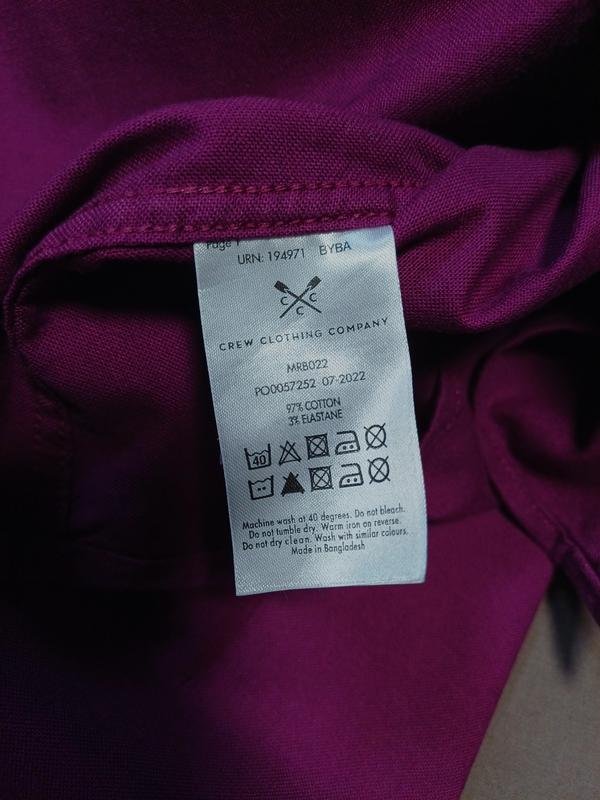 Page 1
URN: 194971 BYBA
C C C
CREW CLOTHING COMPANY
MRB022
PO0057252 07-2022
97% COTTON
3% ELASTANE
40
Machine wash at 40 degrees. Do not bleach.
Do not tumble dry. Warm iron on reverse.
Do not dry clean. Wash with similar colours.
Made in Bangladesh